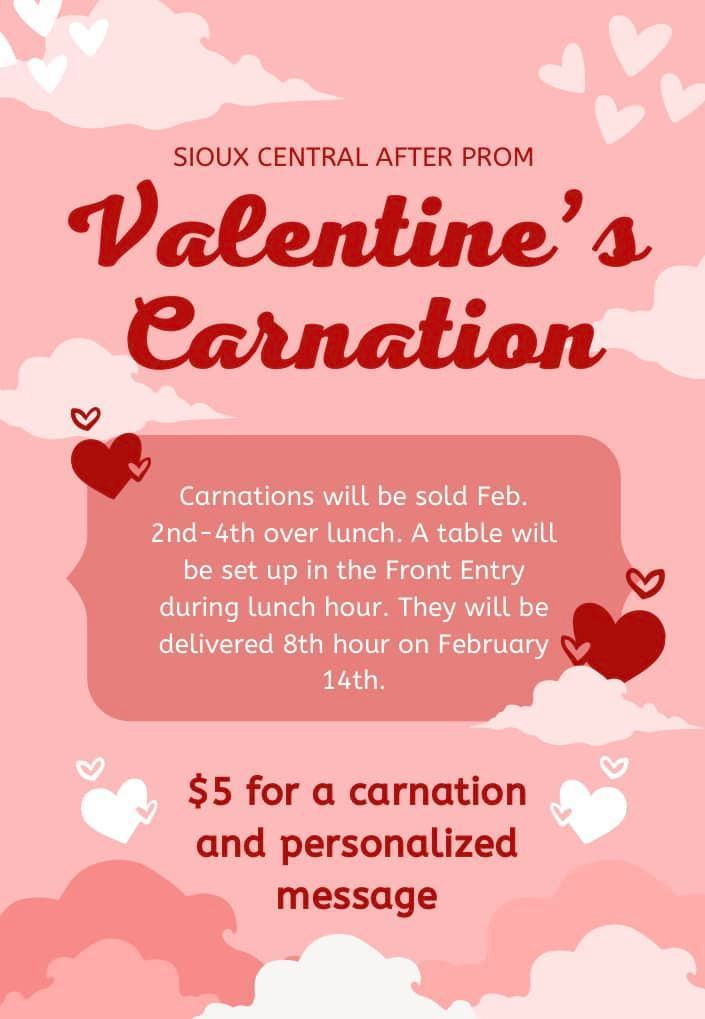 SIOUX CENTRAL AFTER PROM
Valentine's
Carnation
Carnations will be sold Feb.
2nd-4th over lunch. A table will
be set up in the Front Entry
during lunch hour. They will be
delivered 8th hour on February
14th.
$5 for a carnation
and personalized
message